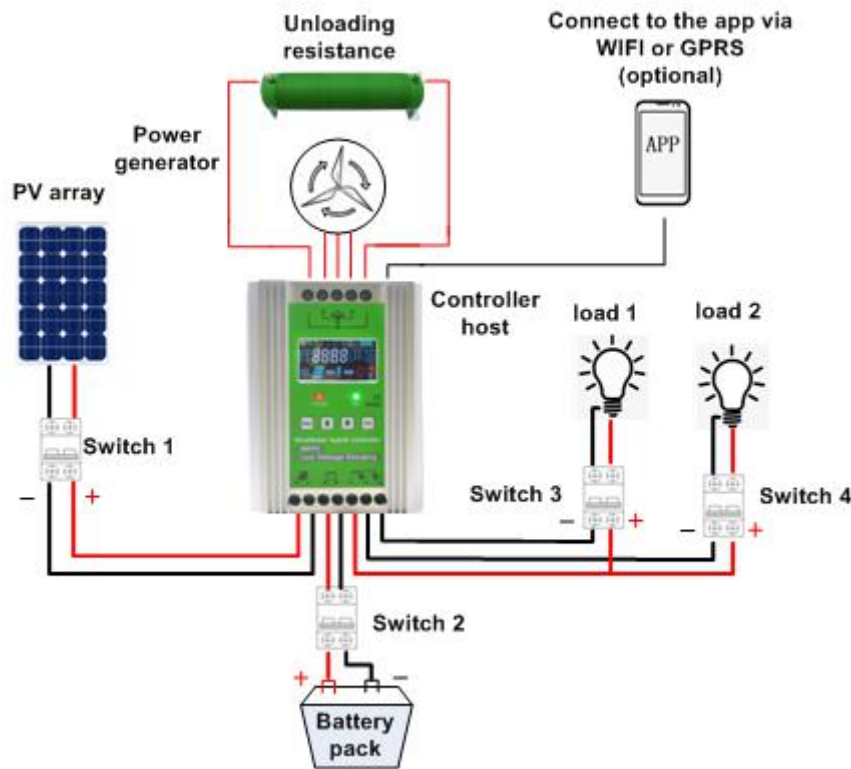 Unloading
resistance
Connect to the app via
WIFI or GPRS
(optional)
Power
generator
APP
PV array
Controller
host
load 1
load 2
8888
Switch 1
Switch 3
Switch 4
− +
− +
− +
Switch 2
+ −
Battery
pack